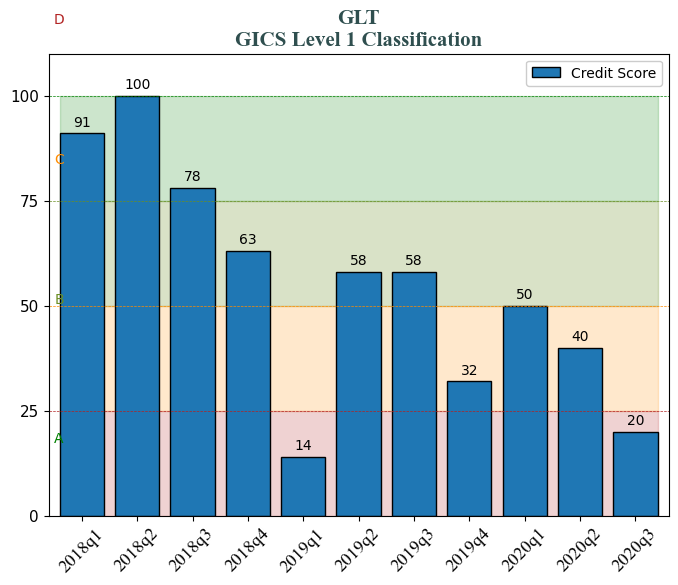 D
GLT
GICS Level 1 Classification
Credit Score
100
100
91
C
78
75
63
58
58
B
50
50
40
32
25
A
20
14
0
2018q1
2018q2
2018q3
2018q4
2019q1
2019q2
2019q3
2019q4
2020q1
2020q2
2020q3